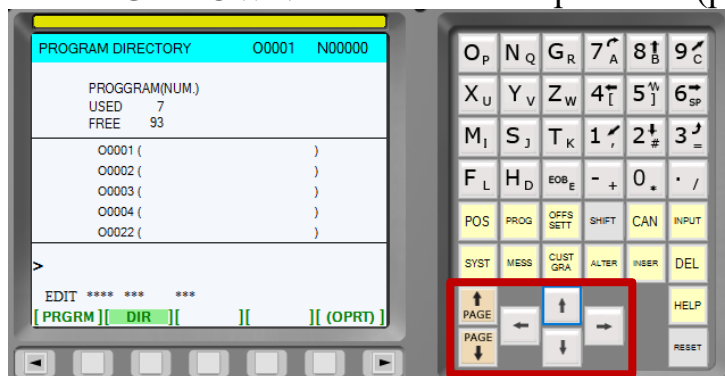 PROGRAM DIRECTORY O0001 N00000
PROGGRAM(NUM.)
USED 7
FREE 93
O0001 ( )
O0002 ( )
O0003 ( )
O0004 ( )
O0022 ( )
>
EDIT **** *** ***
[ PRGRM ][ DIR ][ ][ ][ (OPRT) ]
OP NQ GR 7A 8B 9C
XU YV ZW 4[ 5] 6SP
MI SJ TK 1, 2# 3=
FL HD EOBE -+ 0* ./
POS PROG OFFS SETT SHIFT CAN INPUT
SYST MESS CUST GRA ALTER INSER DEL
↑ PAGE ↑ HELP
← →
PAGE ↓ ↓ RESET